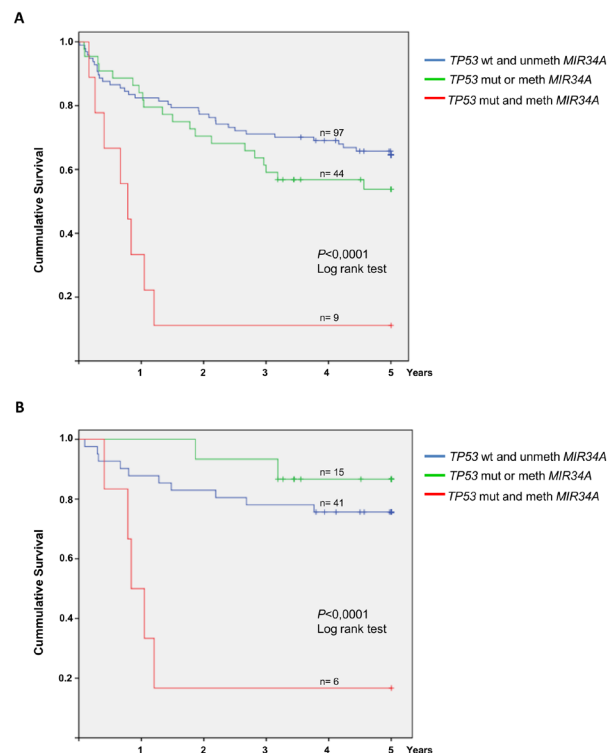 A
1.0
0.8
0.6
0.4
0.2
Cummulative Survival
n= 97
n= 44
P<0,0001
Log rank test
n= 9
1 2 3 4 5 Years
TP53 wt and unmeth MIR34A
TP53 mut or meth MIR34A
TP53 mut and meth MIR34A
B
1.0
0.8
0.6
0.4
0.2
Cummulative Survival
n= 15
n= 41
P<0,0001
Log rank test
n= 6
1 2 3 4 5 Years
TP53 wt and unmeth MIR34A
TP53 mut or meth MIR34A
TP53 mut and meth MIR34A